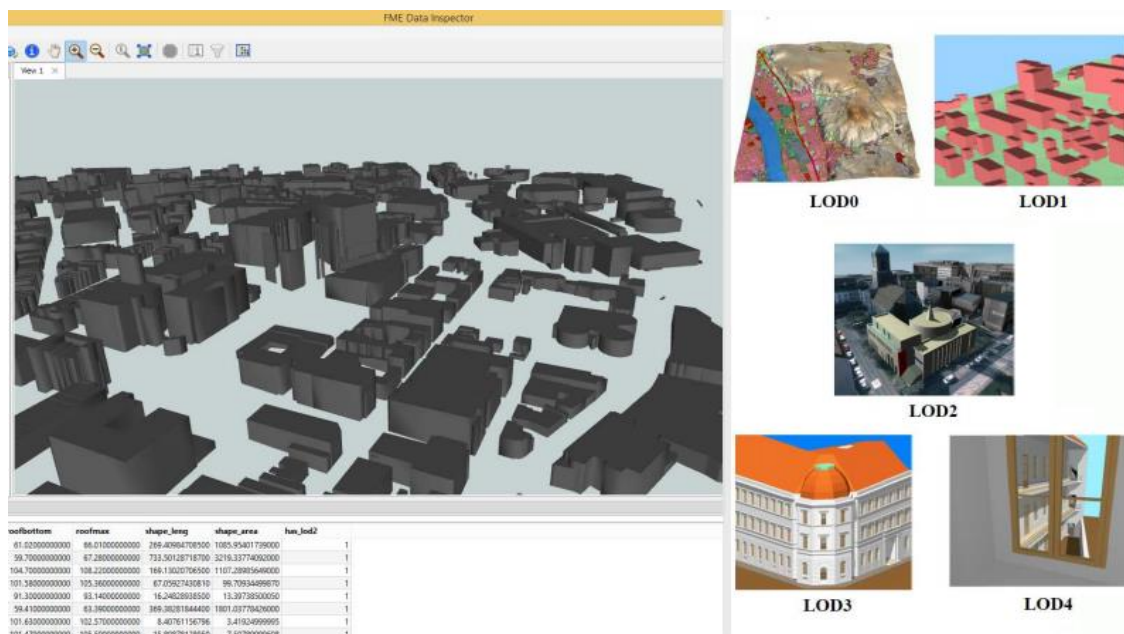 FME Data Inspector
View 1
roofbottom roofmax shape_leng shape_area has_lod2
61.02000000000 66.01000000000 269.40984708500 1085.95401739000 1
59.70000000000 67.28000000000 733.50128718700 3219.33774092000 1
104.70000000000 108.22000000000 169.13020706500 1107.28985649000 1
101.58000000000 105.36000000000 67.05927430810 99.70934499870 1
91.30000000000 93.14000000000 16.24828938500 13.39738500050 1
59.41000000000 63.39000000000 369.38281844400 1801.03778426000 1
101.63000000000 102.57000000000 8.40761156796 3.41924999995 1
LOD0
LOD1
LOD2
LOD3
LOD4